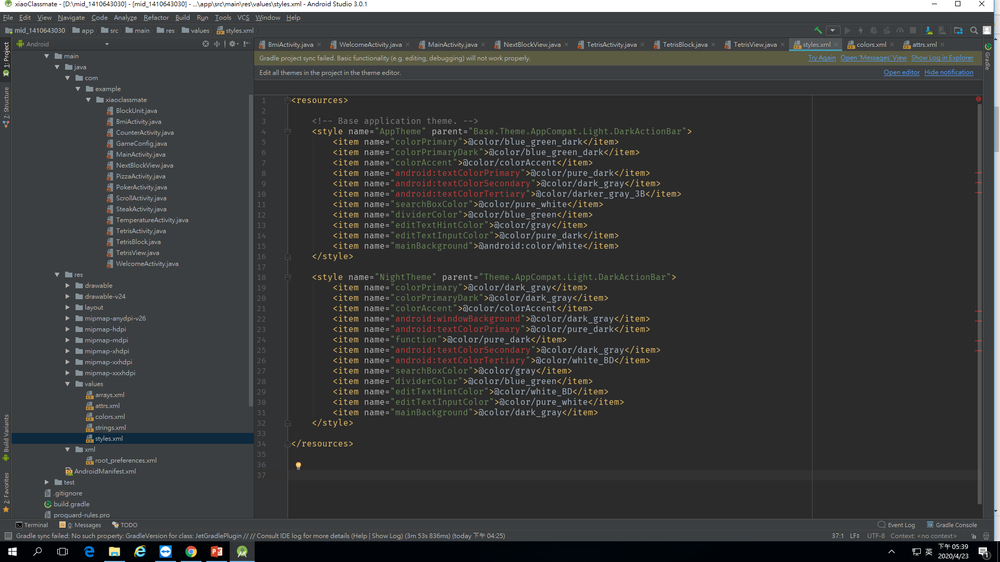 xiaoClassmate - [D:\mid_1410643030] - [mid_1410643030] - ...\app\src\main\res\values\styles.xml - Android Studio 3.0.1
File Edit View Navigate Code Analyze Refactor Build Run Tools VCS Window Help
mid_1410643030 app src main res values styles.xml
Android
BmiActivity.java WelcomeActivity.java MainActivity.java NextBlockView.java TetrisActivity.java TetrisBlock.java TetrisView.java styles.xml colors.xml attrs.xml
Gradle project sync failed. Basic functionality (e.g. editing, debugging) will not work properly. Try Again Open 'Messages' View Show Log in Explorer
Edit all themes in the project in the theme editor. Open editor Hide notification
1: Project
7: Structure
Build Variants
2: Favorites
Gradle
main
java
com
example
xiaoclassmate
BlockUnit.java
BmiActivity.java
CounterActivity.java
GameConfig.java
MainActivity.java
NextBlockView.java
PizzaActivity.java
PokerActivity.java
ScrollActivity.java
SteakActivity.java
TemperatureActivity.java
TetrisActivity.java
TetrisBlock.java
TetrisView.java
WelcomeActivity.java
res
drawable
drawable-v24
layout
mipmap-anydpi-v26
mipmap-hdpi
mipmap-mdpi
mipmap-xhdpi
mipmap-xxhdpi
mipmap-xxxhdpi
values
arrays.xml
attrs.xml
colors.xml
strings.xml
styles.xml
xml
root_preferences.xml
AndroidManifest.xml
test
.gitignore
build.gradle
proguard-rules.pro
1 <resources>
2
3 <!-- Base application theme. -->
4 <style name="AppTheme" parent="Base.Theme.AppCompat.Light.DarkActionBar">
5 <item name="colorPrimary">@color/blue_green_dark</item>
6 <item name="colorPrimaryDark">@color/blue_green_dark</item>
7 <item name="colorAccent">@color/colorAccent</item>
8 <item name="android:textColorPrimary">@color/pure_dark</item>
9 <item name="android:textColorSecondary">@color/dark_gray</item>
10 <item name="android:textColorTertiary">@color/darker_gray_3B</item>
11 <item name="searchBoxColor">@color/pure_white</item>
12 <item name="dividerColor">@color/blue_green</item>
13 <item name="editTextHintColor">@color/gray</item>
14 <item name="editTextInputColor">@color/pure_dark</item>
15 <item name="mainBackground">@android:color/white</item>
16 </style>
17
18 <style name="NightTheme" parent="Theme.AppCompat.Light.DarkActionBar">
19 <item name="colorPrimary">@color/dark_gray</item>
20 <item name="colorPrimaryDark">@color/dark_gray</item>
21 <item name="colorAccent">@color/colorAccent</item>
22 <item name="android:windowBackground">@color/dark_gray</item>
23 <item name="android:textColorPrimary">@color/pure_dark</item>
24 <item name="function">@color/pure_dark</item>
25 <item name="android:textColorSecondary">@color/dark_gray</item>
26 <item name="android:textColorTertiary">@color/white_BD</item>
27 <item name="searchBoxColor">@color/gray</item>
28 <item name="dividerColor">@color/blue_green</item>
29 <item name="editTextHintColor">@color/white_BD</item>
30 <item name="editTextInputColor">@color/pure_white</item>
31 <item name="mainBackground">@color/dark_gray</item>
32 </style>
33
34 </resources>
35
36
37
Terminal 0: Messages TODO Event Log Gradle Console
Gradle sync failed: No such property: GradleVersion for class: JetGradlePlugin // // Consult IDE log for more details (Help | Show Log) (3m 53s 836ms) (today 下午 04:25) 37:1 LF UTF-8 Context: <no context>
英 下午 05:39
2020/4/23
1